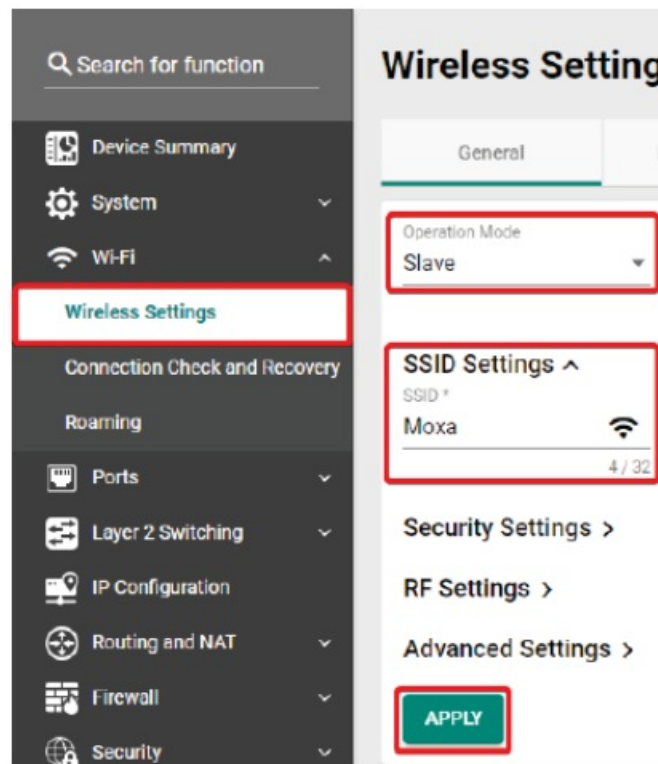 Search for function
Device Summary
System
Wi-Fi
Wireless Settings
Connection Check and Recovery
Roaming
Ports
Layer 2 Switching
IP Configuration
Routing and NAT
Firewall
Security
Wireless Setting
General
Operation Mode
Slave
SSID Settings
SSID *
Moxa
4 / 32
Security Settings >
RF Settings >
Advanced Settings >
APPLY